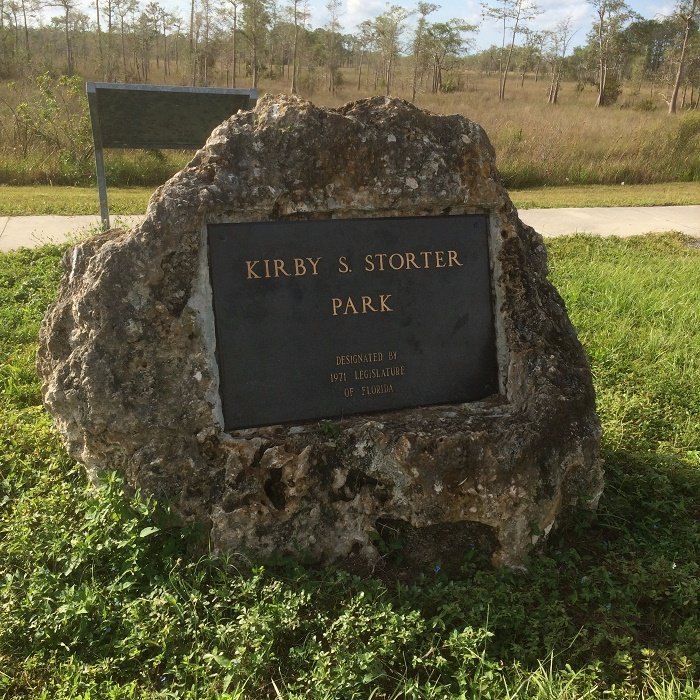 KIRBY S. STORTER
PARK
DESIGNATED BY
1971 LEGISLATURE
OF FLORIDA